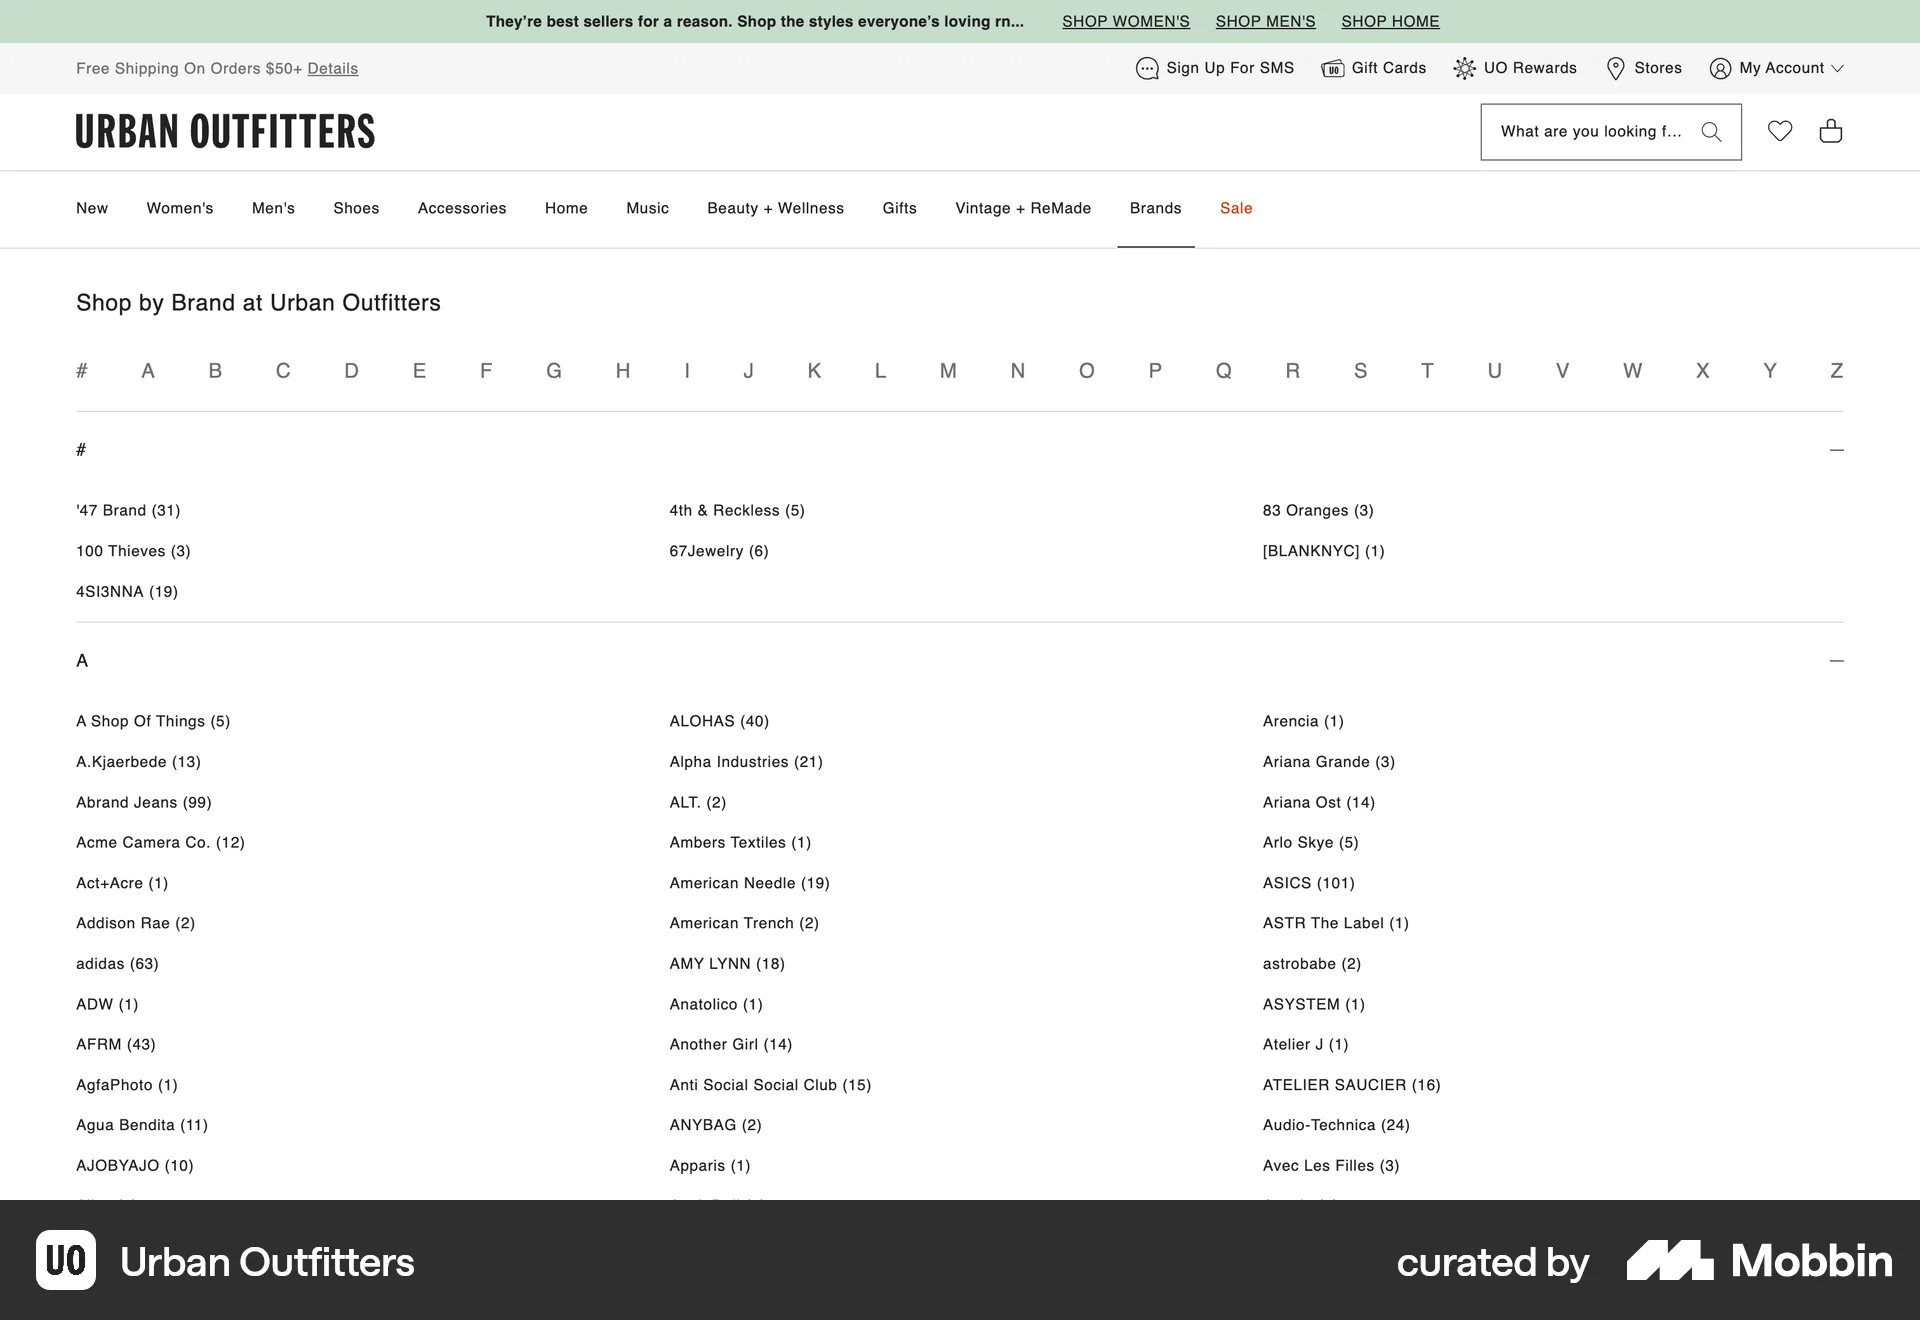 They’re best sellers for a reason. Shop the styles everyone’s loving rn... SHOP WOMEN'S SHOP MEN'S SHOP HOME
Free Shipping On Orders $50+ Details
Sign Up For SMS Gift Cards UO Rewards Stores My Account
URBAN OUTFITTERS
What are you looking f...
New Women's Men's Shoes Accessories Home Music Beauty + Wellness Gifts Vintage + ReMade Brands Sale
Shop by Brand at Urban Outfitters
# A B C D E F G H I J K L M N O P Q R S T U V W X Y Z
#
'47 Brand (31)
100 Thieves (3)
4SI3NNA (19)
4th & Reckless (5)
67Jewelry (6)
83 Oranges (3)
[BLANKNYC] (1)
A
A Shop Of Things (5)
A.Kjaerbede (13)
Abrand Jeans (99)
Acme Camera Co. (12)
Act+Acre (1)
Addison Rae (2)
adidas (63)
ADW (1)
AFRM (43)
AgfaPhoto (1)
Agua Bendita (11)
AJOBYAJO (10)
ALOHAS (40)
Alpha Industries (21)
ALT. (2)
Ambers Textiles (1)
American Needle (19)
American Trench (2)
AMY LYNN (18)
Anatolico (1)
Another Girl (14)
Anti Social Social Club (15)
ANYBAG (2)
Apparis (1)
Arencia (1)
Ariana Grande (3)
Ariana Ost (14)
Arlo Skye (5)
ASICS (101)
ASTR The Label (1)
astrobabe (2)
ASYSTEM (1)
Atelier J (1)
ATELIER SAUCIER (16)
Audio-Technica (24)
Avec Les Filles (3)
UO Urban Outfitters
curated by Mobbin